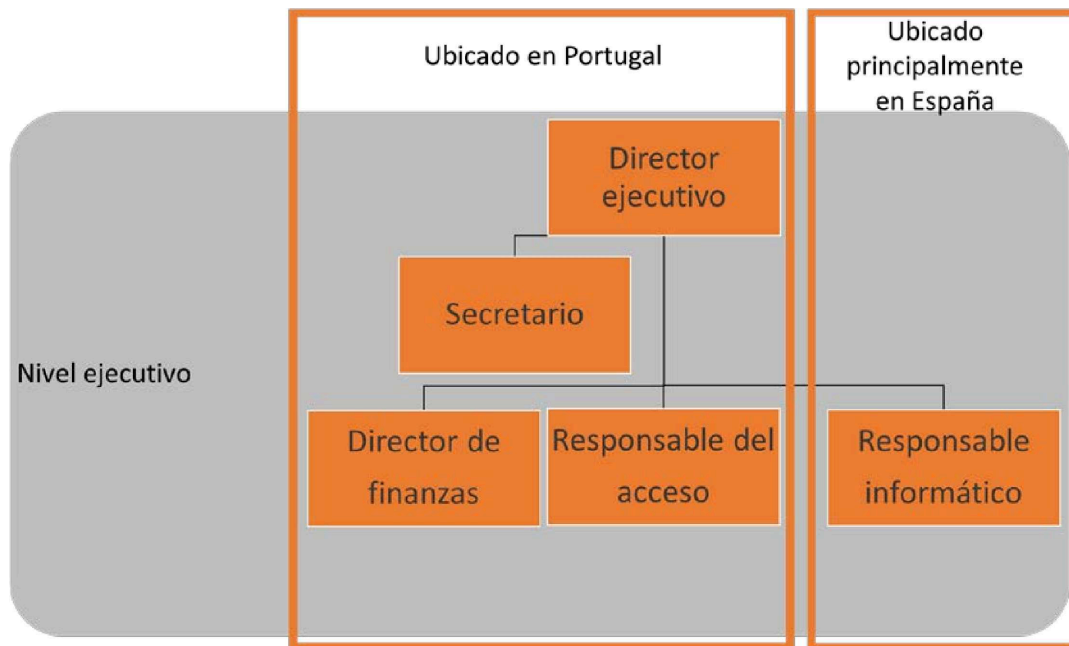 Ubicado en Portugal
Ubicado
principalmente
en España
Director
ejecutivo
Secretario
Nivel ejecutivo
Director de
finanzas
Responsable del
acceso
Responsable
informático